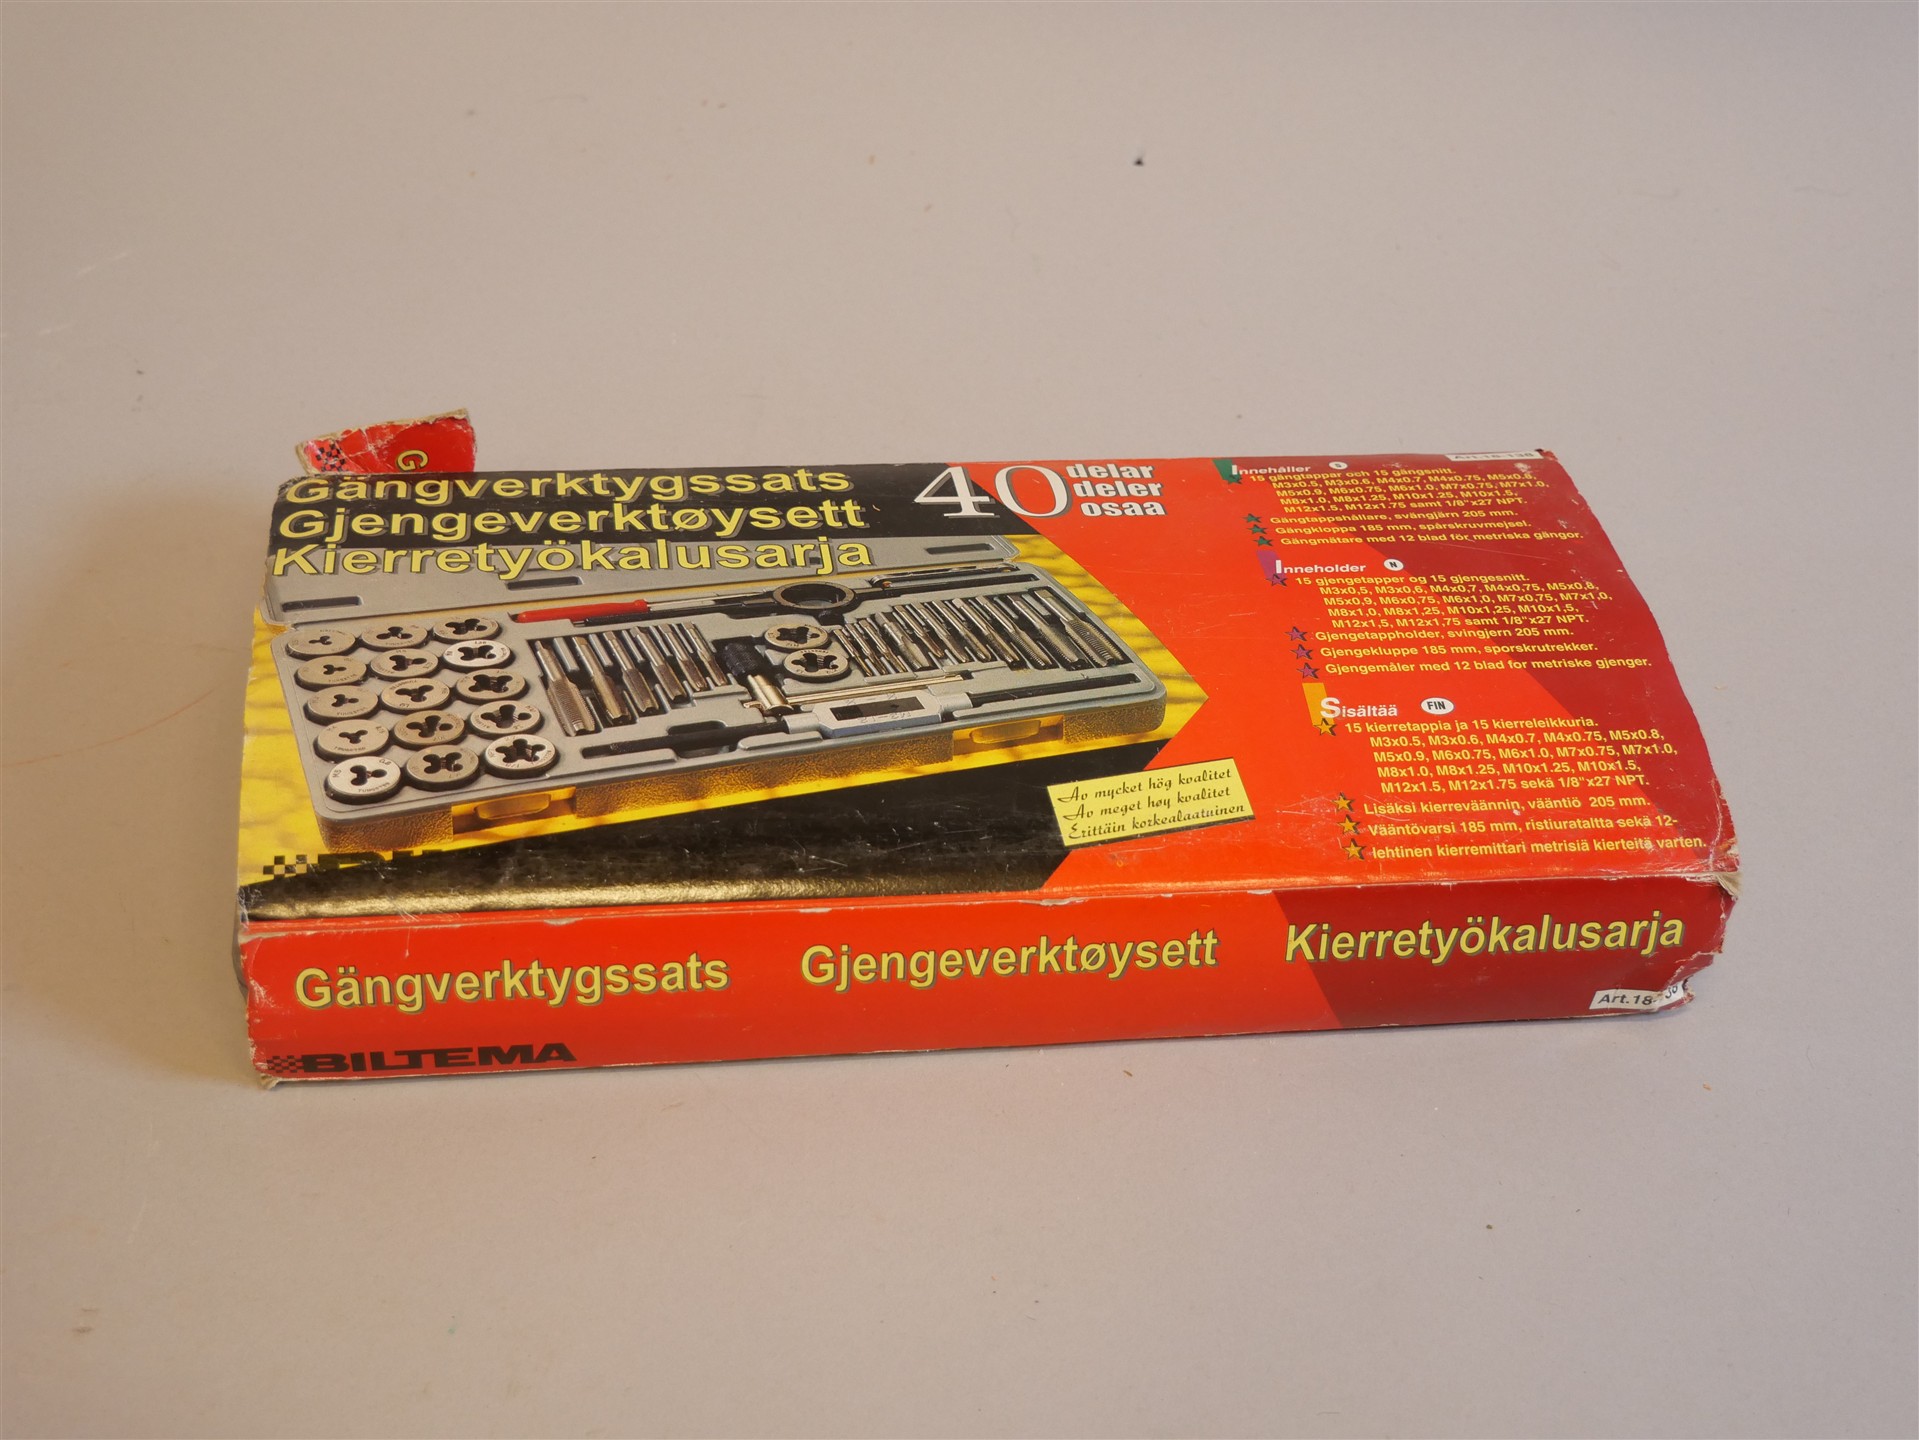 G
Gängverktygssats
Gjengeverktøysett
Kierretyökalusarja
40 delar
deler
osaa
Art.18-138
Innehåller S
15 gängtappar och 15 gängsnitt.
M3x0.5, M3x0.6, M4x0.7, M4x0.75, M5x0.8,
M5x0.9, M6x0.75, M6x1.0, M7x0.75, M7x1.0,
M8x1.0, M8x1.25, M10x1.25, M10x1.5,
M12x1.5, M12x1.75 samt 1/8"x27 NPT.
Gängtappshållare, svängjärn 205 mm.
Gängkloppa 185 mm, spårskruvmejsel.
Gängmätare med 12 blad för metriska gängor.
Inneholder N
15 gjengetapper og 15 gjengesnitt.
M3x0,5, M3x0,6, M4x0,7, M4x0,75, M5x0,8,
M5x0,9, M6x0,75, M6x1,0, M7x0,75, M7x1,0,
M8x1,0, M8x1,25, M10x1,25, M10x1,5,
M12x1,5, M12x1,75 samt 1/8"x27 NPT.
Gjengetappholder, svingjern 205 mm.
Gjengekluppe 185 mm, sporskrutrekker.
Gjengemåler med 12 blad for metriske gjenger.
Sisältää FIN
15 kierretappia ja 15 kierreleikkuria.
M3x0.5, M3x0.6, M4x0.7, M4x0.75, M5x0.8,
M5x0.9, M6x0.75, M6x1.0, M7x0.75, M7x1.0,
M8x1.0, M8x1.25, M10x1.25, M10x1.5,
M12x1.5, M12x1.75 sekä 1/8"x27 NPT.
Lisäksi kierreväännin, vääntiö 205 mm.
Vääntövarsi 185 mm, ristiurataltta sekä 12-
lehtinen kierremittari metrisiä kierteitä varten.
Av mycket hög kvalitet
Av meget høy kvalitet
Erittäin korkealaatuinen
Gängverktygssats Gjengeverktøysett Kierretyökalusarja
BILTEMA
Art.18-